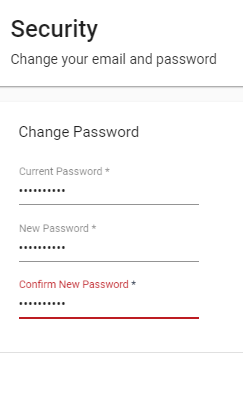 Security
Change your email and password
Change Password
Current Password *
••••••••••
New Password *
••••••••••
Confirm New Password *
••••••••••